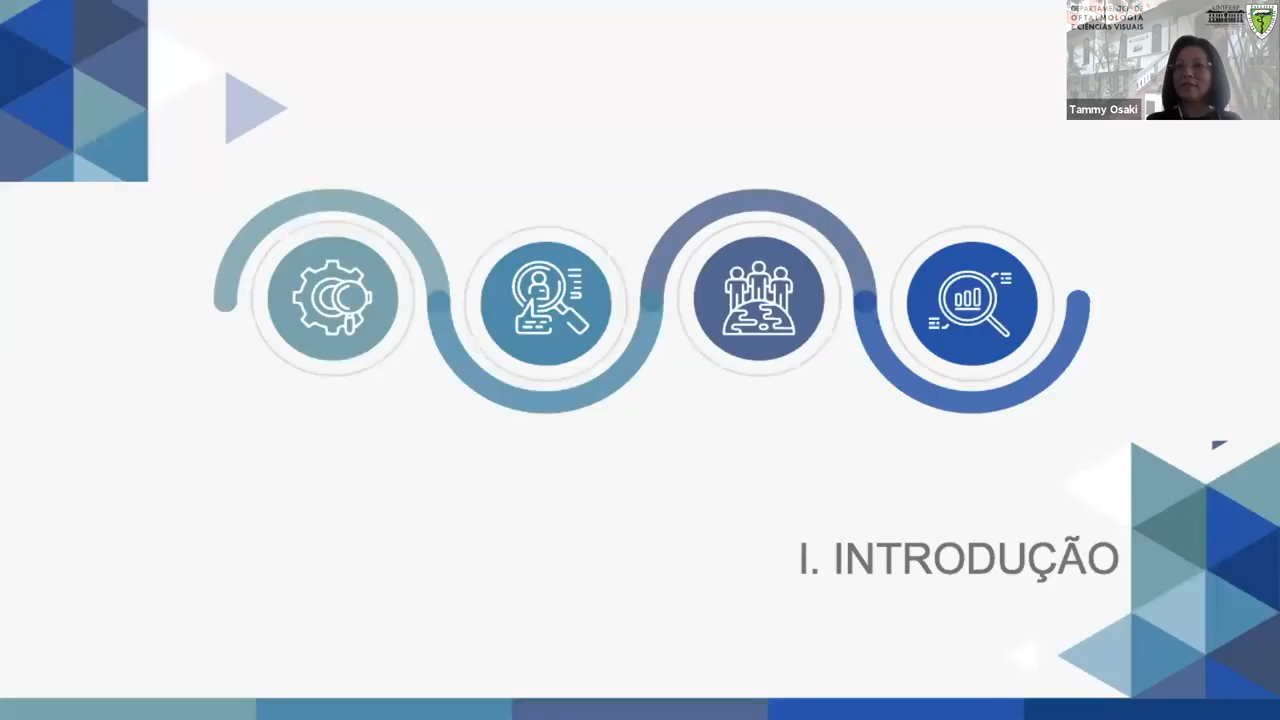 DEPARTAMENTO DE
OFTALMOLOGIA
E CIÊNCIAS VISUAIS
UNIFESP
Tammy Osaki
I. INTRODUÇÃO